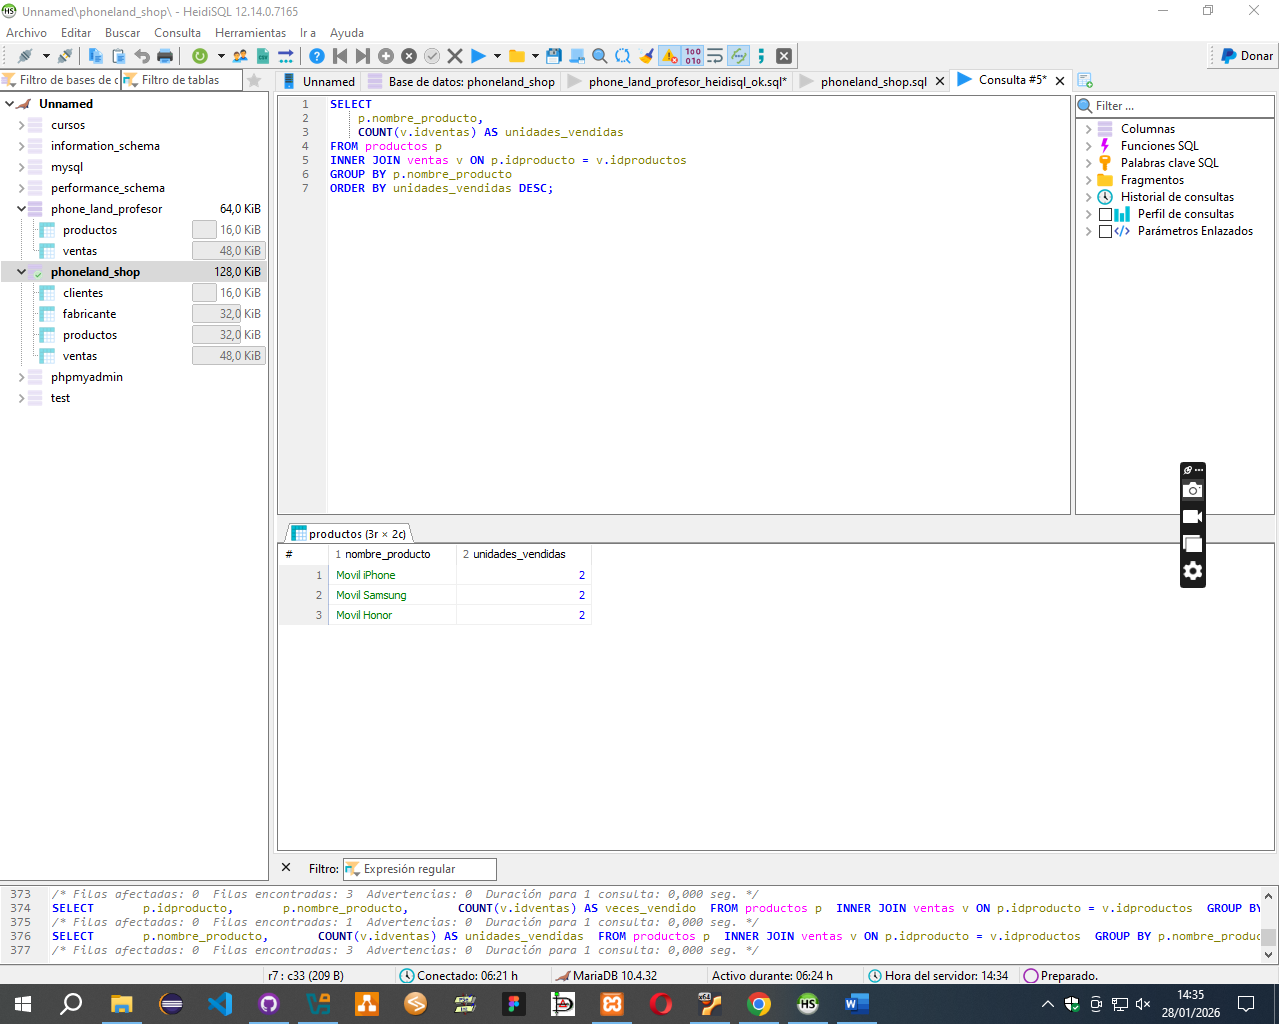 Unnamed\phoneland_shop\ - HeidiSQL 12.14.0.7165
Archivo Editar Buscar Consulta Herramientas Ir a Ayuda
Donar
Filtro de bases de d Filtro de tablas
Unnamed Base de datos: phoneland_shop phone_land_profesor_heidisql_ok.sql* phoneland_shop.sql Consulta #5*
Unnamed
cursos
information_schema
mysql
performance_schema
phone_land_profesor 64,0 KiB
productos 16,0 KiB
ventas 48,0 KiB
phoneland_shop 128,0 KiB
clientes 16,0 KiB
fabricante 32,0 KiB
productos 32,0 KiB
ventas 48,0 KiB
phpmyadmin
test
1 SELECT
2 p.nombre_producto,
3 COUNT(v.idventas) AS unidades_vendidas
4 FROM productos p
5 INNER JOIN ventas v ON p.idproducto = v.idproductos
6 GROUP BY p.nombre_producto
7 ORDER BY unidades_vendidas DESC;
Filter ...
Columnas
Funciones SQL
Palabras clave SQL
Fragmentos
Historial de consultas
Perfil de consultas
Parámetros Enlazados
productos (3r × 2c)
# 1 nombre_producto 2 unidades_vendidas
1 Movil iPhone 2
2 Movil Samsung 2
3 Movil Honor 2
Filtro: Expresión regular
373 /* Filas afectadas: 0 Filas encontradas: 3 Advertencias: 0 Duración para 1 consulta: 0,000 seg. */
374 SELECT p.idproducto, p.nombre_producto, COUNT(v.idventas) AS veces_vendido FROM productos p INNER JOIN ventas v ON p.idproducto = v.idproductos GROUP BY
375 /* Filas afectadas: 0 Filas encontradas: 1 Advertencias: 0 Duración para 1 consulta: 0,000 seg. */
376 SELECT p.nombre_producto, COUNT(v.idventas) AS unidades_vendidas FROM productos p INNER JOIN ventas v ON p.idproducto = v.idproductos GROUP BY p.nombre_produc
377 /* Filas afectadas: 0 Filas encontradas: 3 Advertencias: 0 Duración para 1 consulta: 0,000 seg. */
r7 : c33 (209 B) Conectado: 06:21 h MariaDB 10.4.32 Activo durante: 06:24 h Hora del servidor: 14:34 Preparado.
14:35
28/01/2026